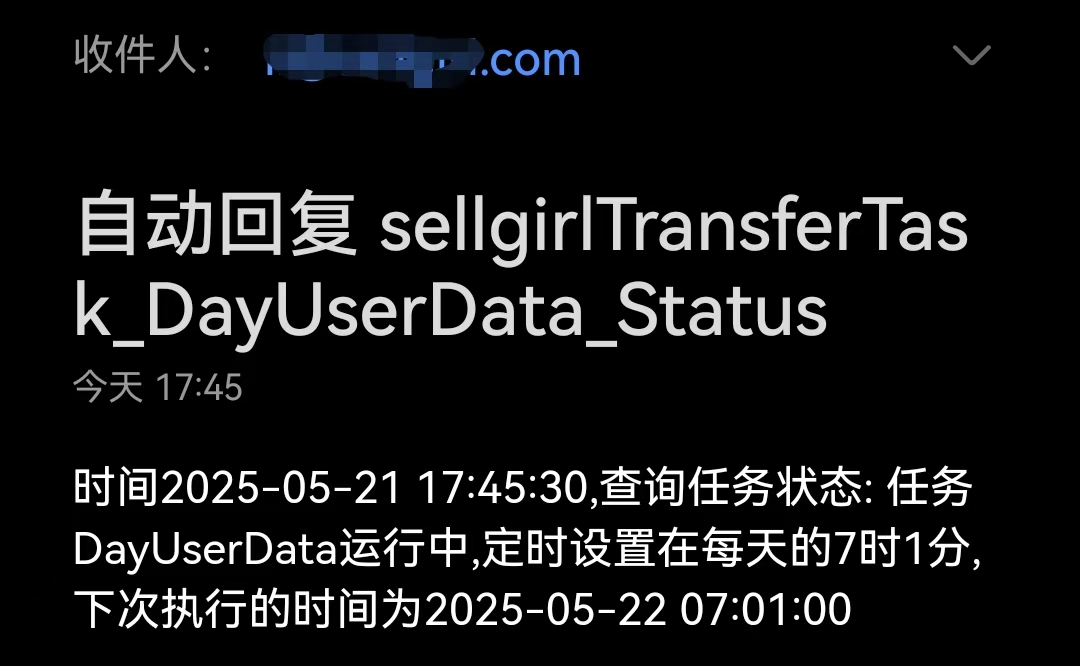 收件人：
.com
自动回复 sellgirlTransferTas
k_DayUserData_Status
今天 17:45
时间2025-05-21 17:45:30,查询任务状态: 任务
DayUserData运行中,定时设置在每天的7时1分,
下次执行的时间为2025-05-22 07:01:00